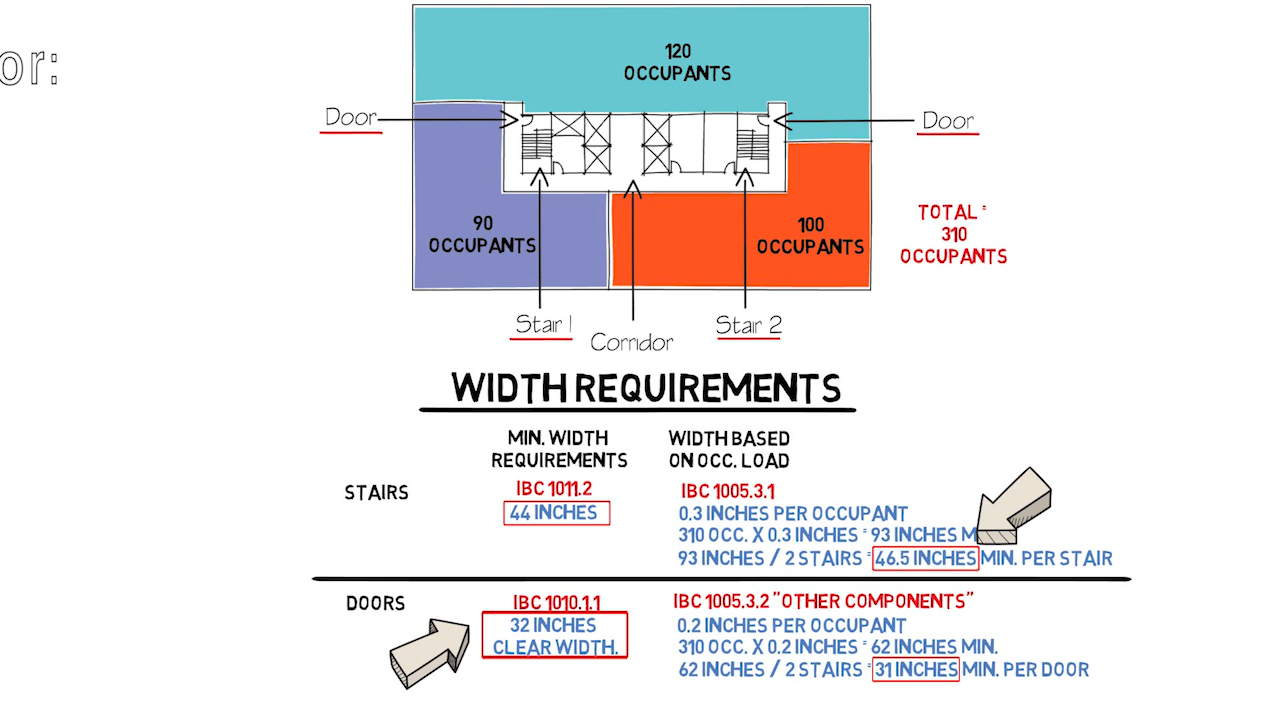 or:
120
OCCUPANTS
Door
Door
90
OCCUPANTS
100
OCCUPANTS
TOTAL =
310
OCCUPANTS
Stair 1
Corridor
Stair 2
WIDTH REQUIREMENTS
MIN. WIDTH
REQUIREMENTS
WIDTH BASED
ON OCC. LOAD
STAIRS
IBC 1011.2
44 INCHES
IBC 1005.3.1
0.3 INCHES PER OCCUPANT
310 OCC. X 0.3 INCHES = 93 INCHES M
93 INCHES / 2 STAIRS = 46.5 INCHES MIN. PER STAIR
DOORS
IBC 1010.1.1
32 INCHES
CLEAR WIDTH.
IBC 1005.3.2 "OTHER COMPONENTS"
0.2 INCHES PER OCCUPANT
310 OCC. X 0.2 INCHES = 62 INCHES MIN.
62 INCHES / 2 STAIRS = 31 INCHES MIN. PER DOOR